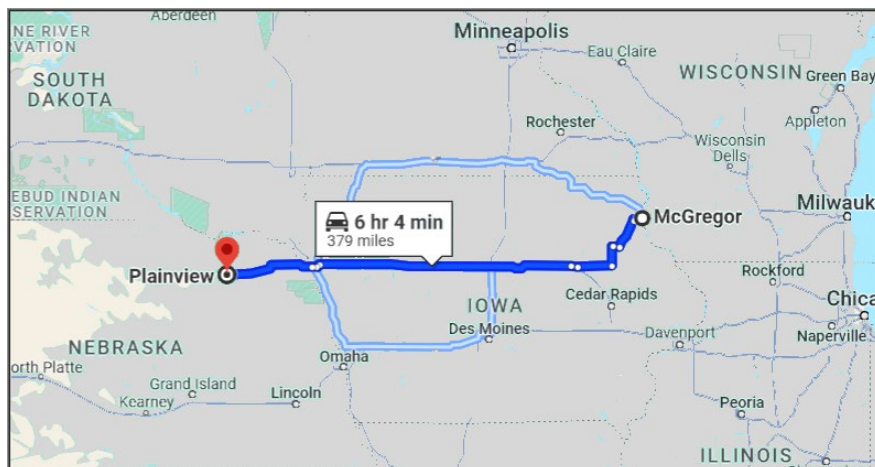 Aberdeen
NE RIVER
RVATION
SOUTH
DAKOTA
Minneapolis
Eau Claire
WISCONSIN
Green Bay
Appleton
Rochester
Wisconsin
Dells
EBUD INDIAN
SERVATION
6 hr 4 min
379 miles
McGregor
Milwauk
Plainview
Rockford
IOWA
Cedar Rapids
Chica
Des Moines
Davenport
Naperville
NEBRASKA
Omaha
orth Platte
Grand Island
Kearney
Lincoln
Peoria
ILLINOIS